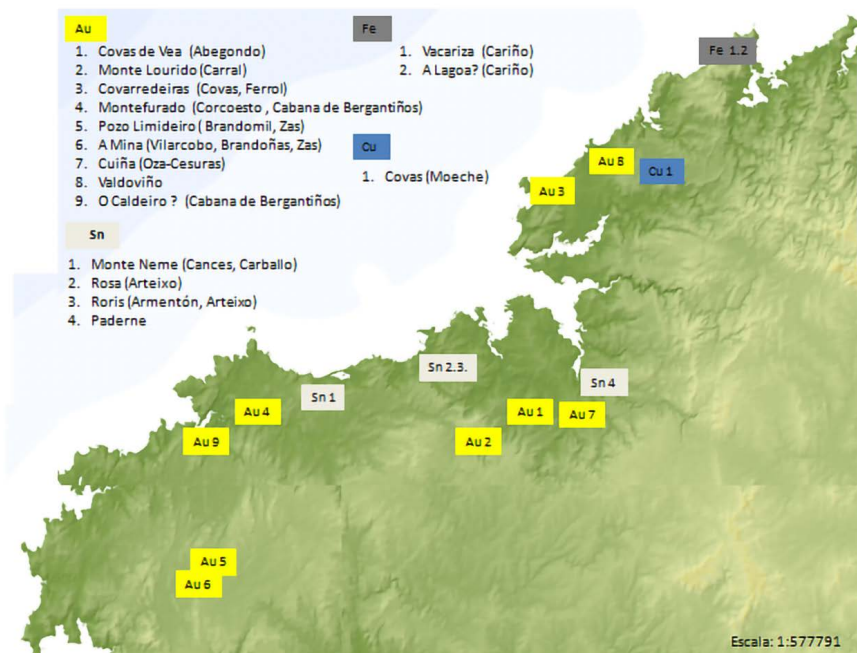 Au
1. Covas de Vea (Abegondo)
2. Monte Lourido (Carral)
3. Covarredeiras (Covas, Ferrol)
4. Montefurado (Corcoesto , Cabana de Bergantiños)
5. Pozo Limideiro ( Brandomil, Zas)
6. A Mina (Vilarcobo, Brandoñas, Zas)
7. Cuiña (Oza-Cesuras)
8. Valdoviño
9. O Caldeiro ? (Cabana de Bergantiños)
Fe
1. Vacariza (Cariño)
2. A Lagoa? (Cariño)
Cu
1. Covas (Moeche)
Sn
1. Monte Neme (Cances, Carballo)
2. Rosa (Arteixo)
3. Roris (Armentón, Arteixo)
4. Paderne
Fe 1.2
Au 8
Cu 1
Au 3
Sn 2.3.
Sn 4
Sn 1
Au 4
Au 1
Au 7
Au 9
Au 2
Au 5
Au 6
Escala: 1:577791